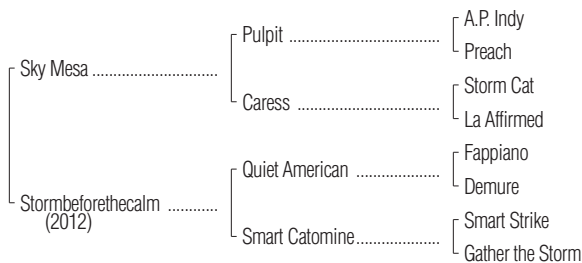 A.P. Indy
Pulpit ........................................
Preach
Sky Mesa ..................................
Storm Cat
Caress ......................................
La Affirmed
Fappiano
Quiet American ......................
Demure
Stormbeforethecalm .............
(2012)
Smart Strike
Smart Catomine......................
Gather the Storm